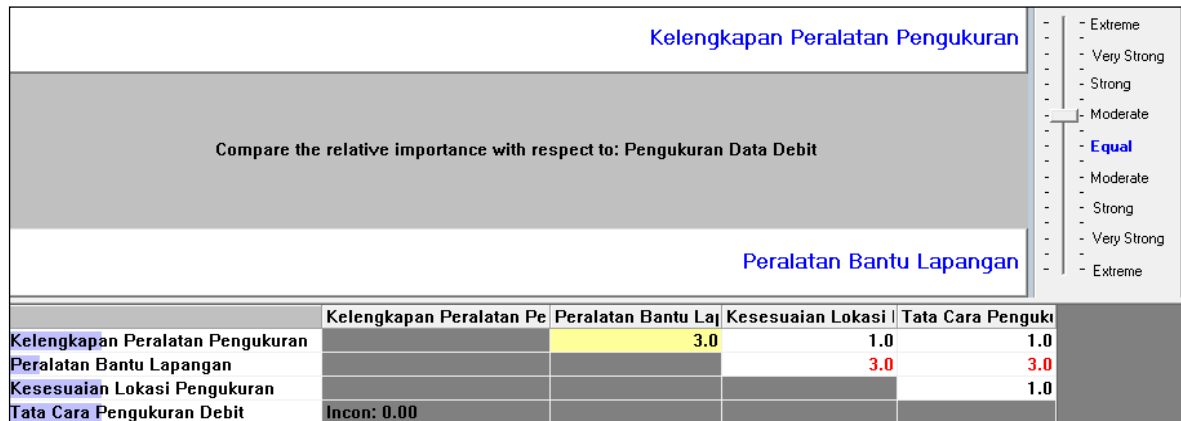 Kelengkapan Peralatan Pengukuran
Compare the relative importance with respect to: Pengukuran Data Debit
Peralatan Bantu Lapangan
Extreme
Very Strong
Strong
Moderate
Equal
Moderate
Strong
Very Strong
Extreme
Kelengkapan Peralatan Pe Peralatan Bantu Lap Kesesuaian Lokasi Tata Cara Penguku
Kelengkapan Peralatan Pengukuran 3.0 1.0 1.0
Peralatan Bantu Lapangan 3.0 3.0
Kesesuaian Lokasi Pengukuran 1.0
Tata Cara Pengukuran Debit Incon: 0.00